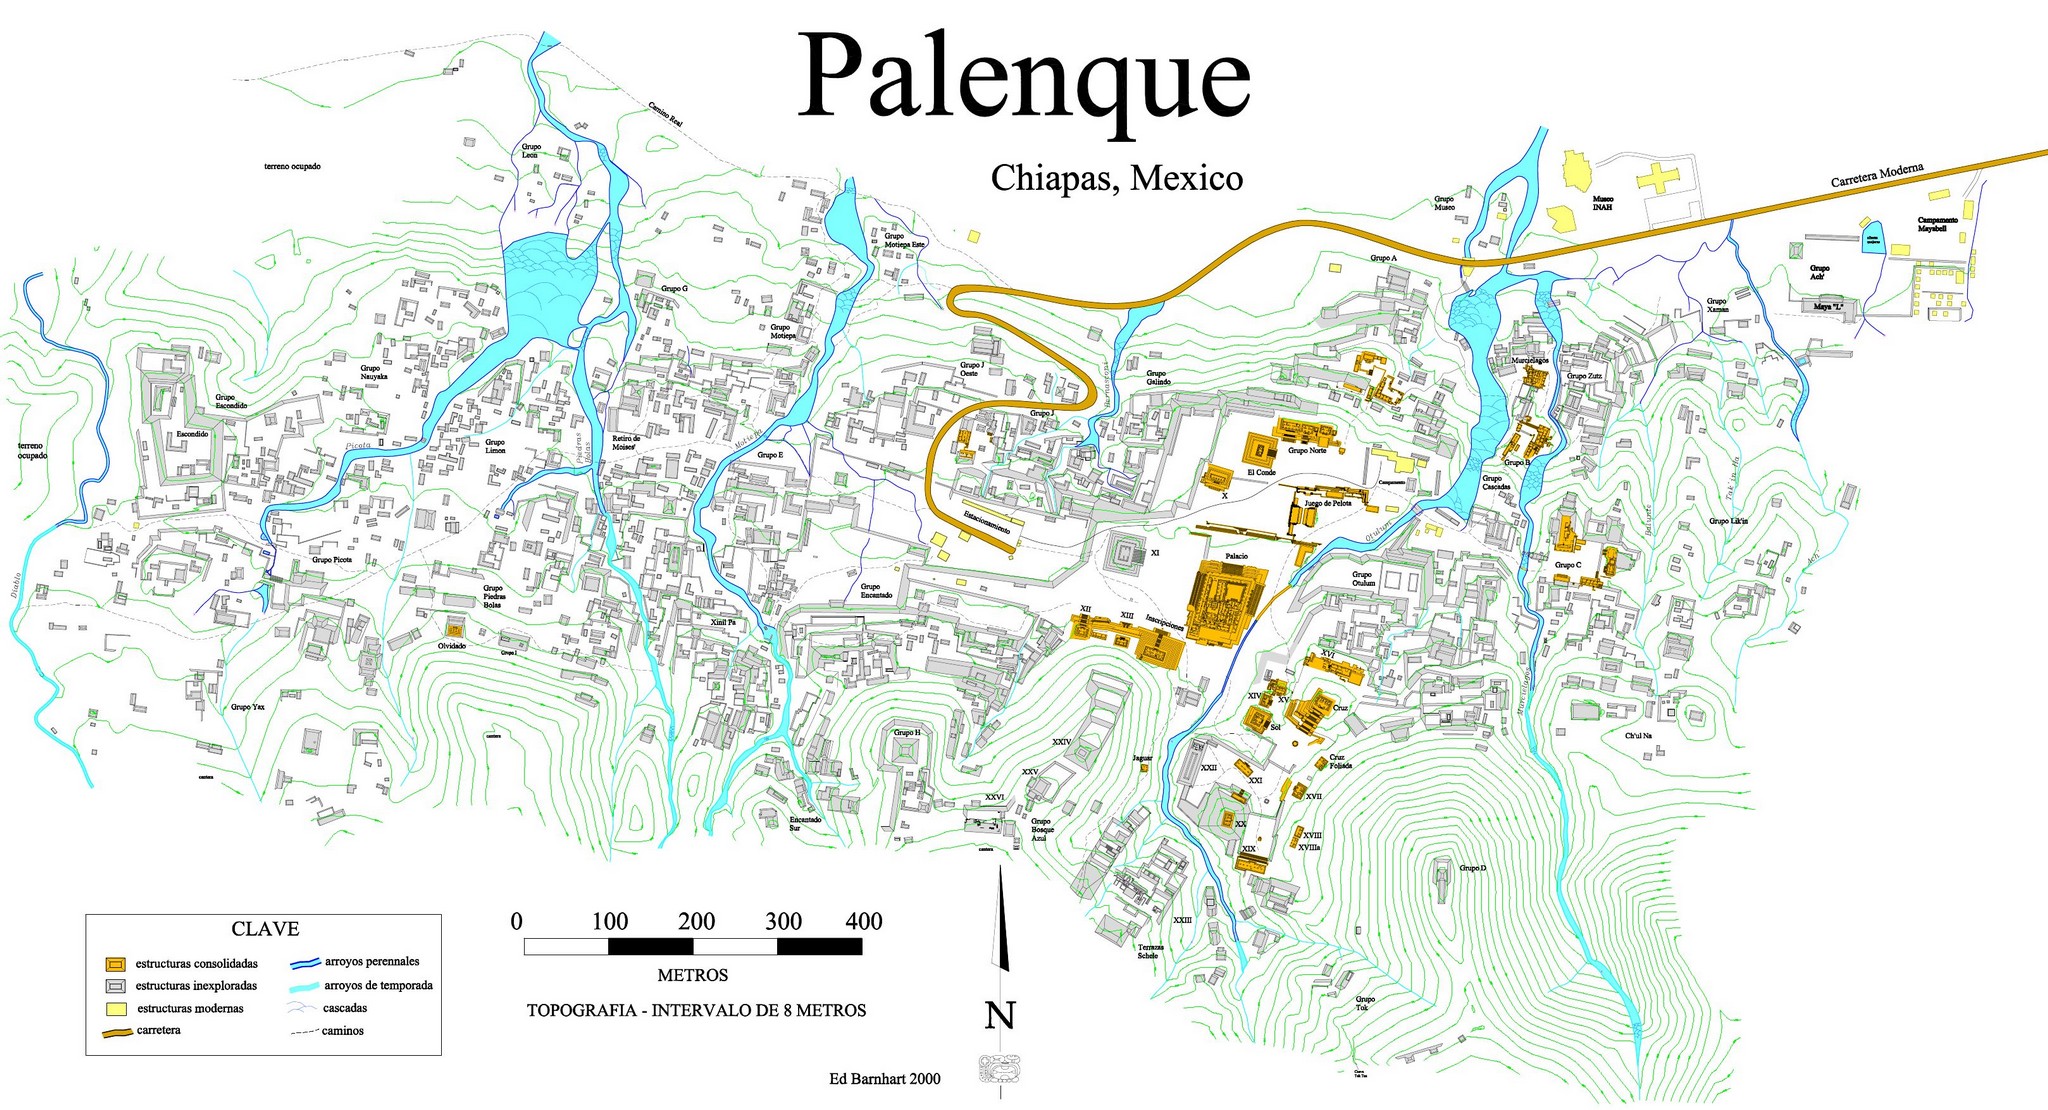 Palenque
Chiapas, Mexico
Camino Real
terreno ocupado
Grupo
Leon
Grupo
Motiepa Este
Grupo
Museo
Museo
INAH
Carretera Moderna
Campamento
Mayabell
Grupo
Ach'
Maya "L"
Grupo A
Grupo G
Grupo
Xaman
Grupo
Motiepa
Grupo
Nauyaka
Grupo J
Oeste
Grupo
Galindo
Murcielagos
Grupo Zutz
Grupo
Escondido
Escondido
Grupo J
terreno
ocupado
Picota
Grupo
Limon
Piedras
Bolas
Retiro de
Moises'
Motiepa
Grupo E
Grupo Norte
El Conde
X
Grupo B
Grupo
Cascadas
Campamento
Estacionamiento
Juego de Pelota
Otulum
Grupo Lik'in
Balunte
Ach
XI
Palacio
Grupo Picota
Diablo
Grupo
Piedras
Bolas
Grupo
Encantado
Grupo
Otulum
Grupo C
XII
XIII
Inscripciones
Xinil Pa
Olvidado
Grupo I
XVI
Grupo Yax
XIV
XV
Cruz
Sol
Murcielagos
Ch'ul Na
cantera
Grupo H
XXIV
Jaguar
XXII
XXI
Cruz
Foliada
cantera
XXV
XXVI
XVII
Encantado
Sur
Grupo
Bosque
Azul
XX
XVIII
XVIIIa
XIX
cantera
Grupo D
XXIII
Terrazas
Schele
Grupo
Tok
CLAVE
estructuras consolidadas
arroyos perennales
estructuras inexploradas
arroyos de temporada
estructuras modernas
cascadas
carretera
caminos
0 100 200 300 400
METROS
TOPOGRAFIA - INTERVALO DE 8 METROS
N
Ed Barnhart 2000